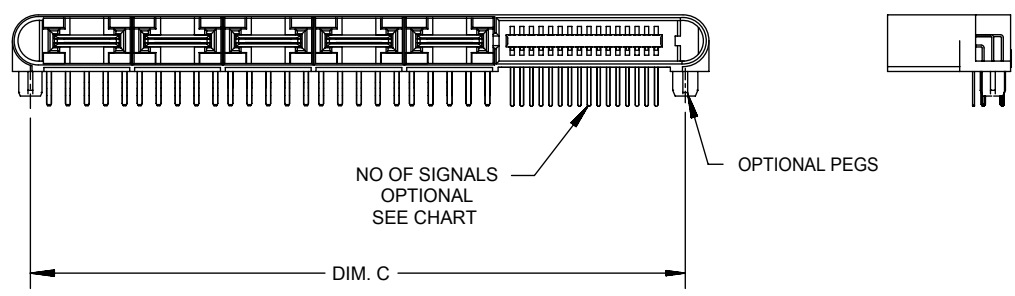 NO OF SIGNALS
OPTIONAL
SEE CHART
OPTIONAL PEGS
DIM. C